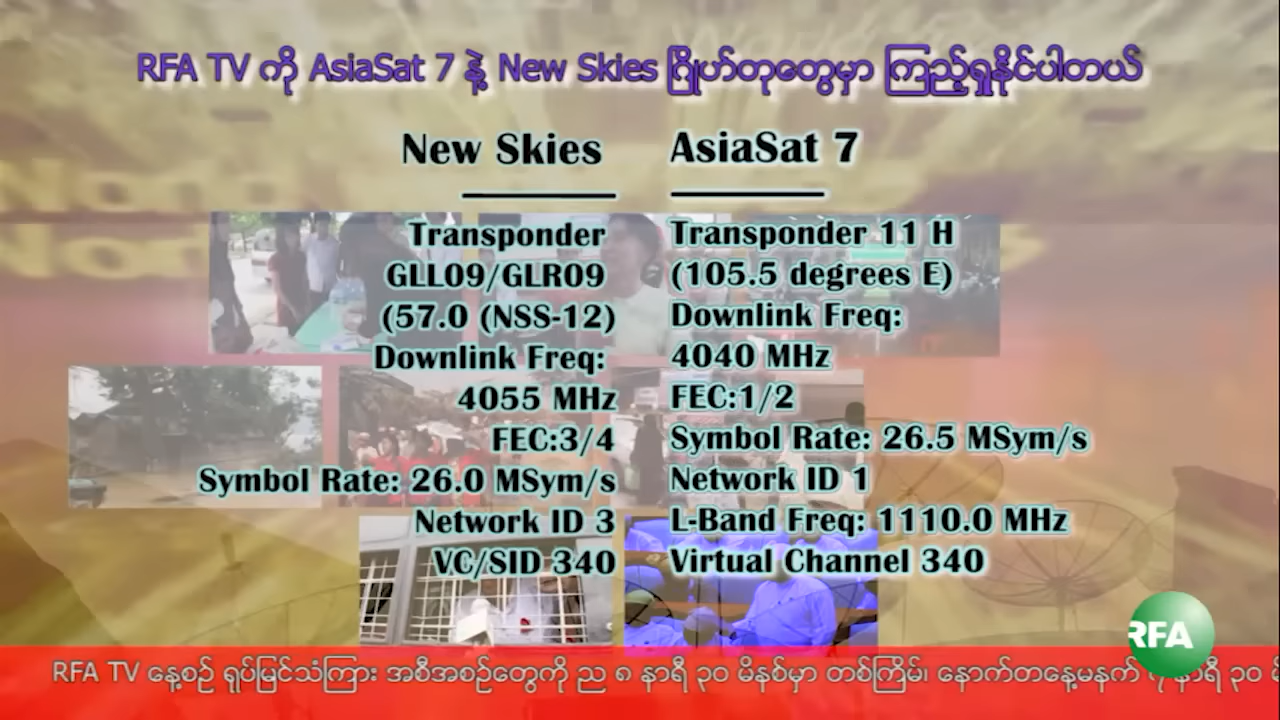 RFA TV ကို AsiaSat 7 နဲ့ New Skies ဂြိုဟ်တုတွေမှာ ကြည့်ရှုနိုင်ပါတယ်
New Skies
Transponder
GLL09/GLR09
(57.0 (NSS-12)
Downlink Freq:
4055 MHz
FEC:3/4
Symbol Rate: 26.0 MSym/s
Network ID 3
VC/SID 340
AsiaSat 7
Transponder 11 H
(105.5 degrees E)
Downlink Freq:
4040 MHz
FEC:1/2
Symbol Rate: 26.5 MSym/s
Network ID 1
L-Band Freq: 1110.0 MHz
Virtual Channel 340
RFA
RFA TV နေ့စဉ် ရုပ်မြင်သံကြား အစီအစဉ်တွေကို ည ၈ နာရီ ၃၀ မိနစ်မှာ တစ်ကြိမ်၊ နောက်တနေ့မနက် နာရီ ၃၀